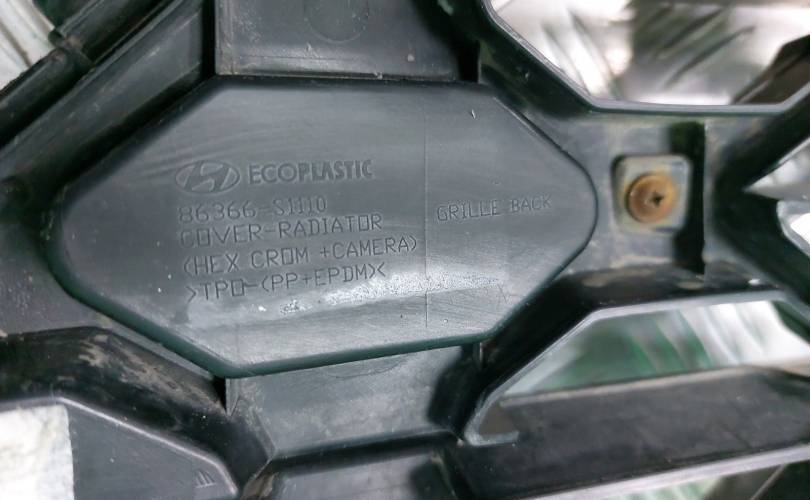 ECOPLASTIC
86366-S1110
COVER-RADIATOR
(HEX CROM +CAMERA)
>TPO-(PP+EPDM)<
GRILLE BACK